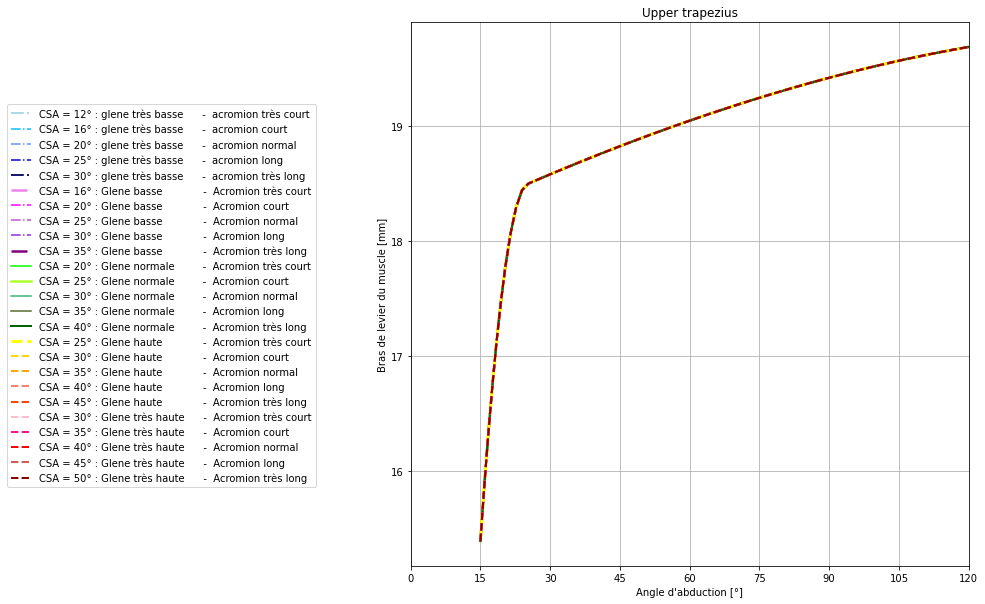 Upper trapezius
CSA = 12° : glene très basse - acromion très court
CSA = 16° : glene très basse - acromion court
CSA = 20° : glene très basse - acromion normal
CSA = 25° : glene très basse - acromion long
CSA = 30° : glene très basse - acromion très long
CSA = 16° : Glene basse - Acromion très court
CSA = 20° : Glene basse - Acromion court
CSA = 25° : Glene basse - Acromion normal
CSA = 30° : Glene basse - Acromion long
CSA = 35° : Glene basse - Acromion très long
CSA = 20° : Glene normale - Acromion très court
CSA = 25° : Glene normale - Acromion court
CSA = 30° : Glene normale - Acromion normal
CSA = 35° : Glene normale - Acromion long
CSA = 40° : Glene normale - Acromion très long
CSA = 25° : Glene haute - Acromion très court
CSA = 30° : Glene haute - Acromion court
CSA = 35° : Glene haute - Acromion normal
CSA = 40° : Glene haute - Acromion long
CSA = 45° : Glene haute - Acromion très long
CSA = 30° : Glene très haute - Acromion très court
CSA = 35° : Glene très haute - Acromion court
CSA = 40° : Glene très haute - Acromion normal
CSA = 45° : Glene très haute - Acromion long
CSA = 50° : Glene très haute - Acromion très long
Bras de levier du muscle [mm]
19
18
17
16
0 15 30 45 60 75 90 105 120
Angle d'abduction [°]